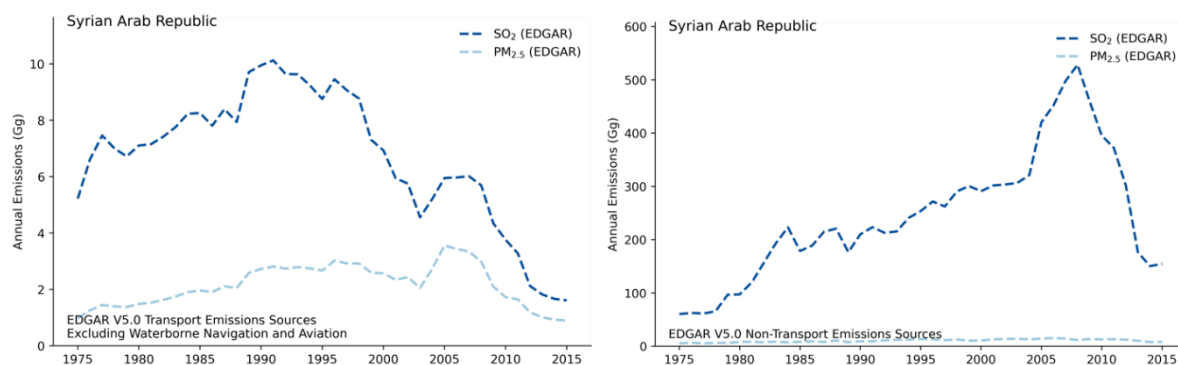 Syrian Arab Republic
SO₂ (EDGAR)
PM₂.₅ (EDGAR)
Annual Emissions (Gg)
10
8
6
4
2
0
EDGAR V5.0 Transport Emissions Sources
Excluding Waterborne Navigation and Aviation
1975 1980 1985 1990 1995 2000 2005 2010 2015
Syrian Arab Republic
SO₂ (EDGAR)
PM₂.₅ (EDGAR)
Annual Emissions (Gg)
600
500
400
300
200
100
0
EDGAR V5.0 Non-Transport Emissions Sources
1975 1980 1985 1990 1995 2000 2005 2010 2015